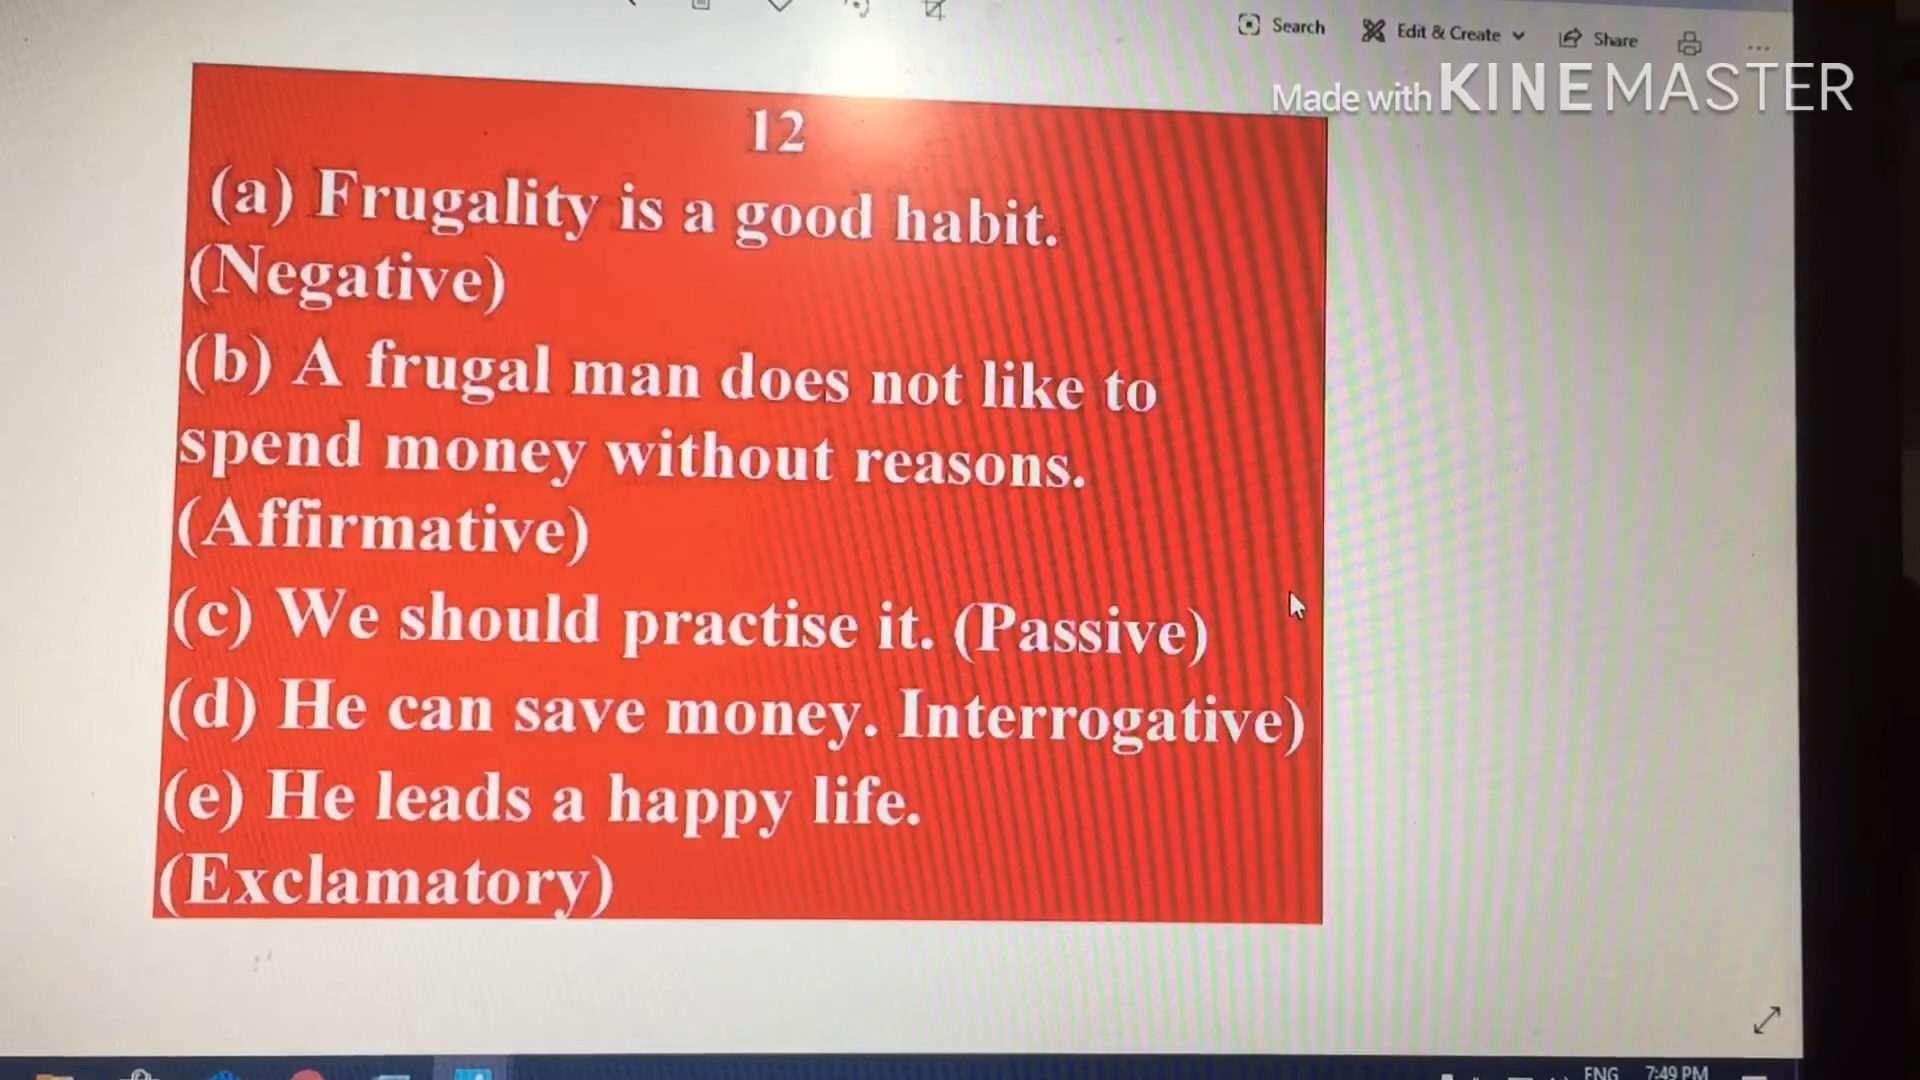 Search Edit & Create Share ...
Made with KINEMASTER
12
(a) Frugality is a good habit.
(Negative)
(b) A frugal man does not like to
spend money without reasons.
(Affirmative)
(c) We should practise it. (Passive)
(d) He can save money. Interrogative)
(e) He leads a happy life.
(Exclamatory)
ENG 7:49 PM